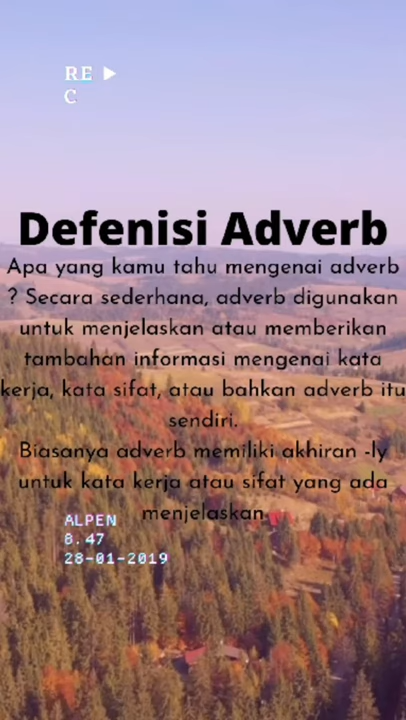 RE ▶
C
Defenisi Adverb
Apa yang kamu tahu mengenai adverb
? Secara sederhana, adverb digunakan
untuk menjelaskan atau memberikan
tambahan informasi mengenai kata
kerja, kata sifat, atau bahkan adverb itu
sendiri.
Biasanya adverb memiliki akhiran -ly
untuk kata kerja atau sifat yang ada
menjelaskan
ALPEN
8.47
28-01-2019